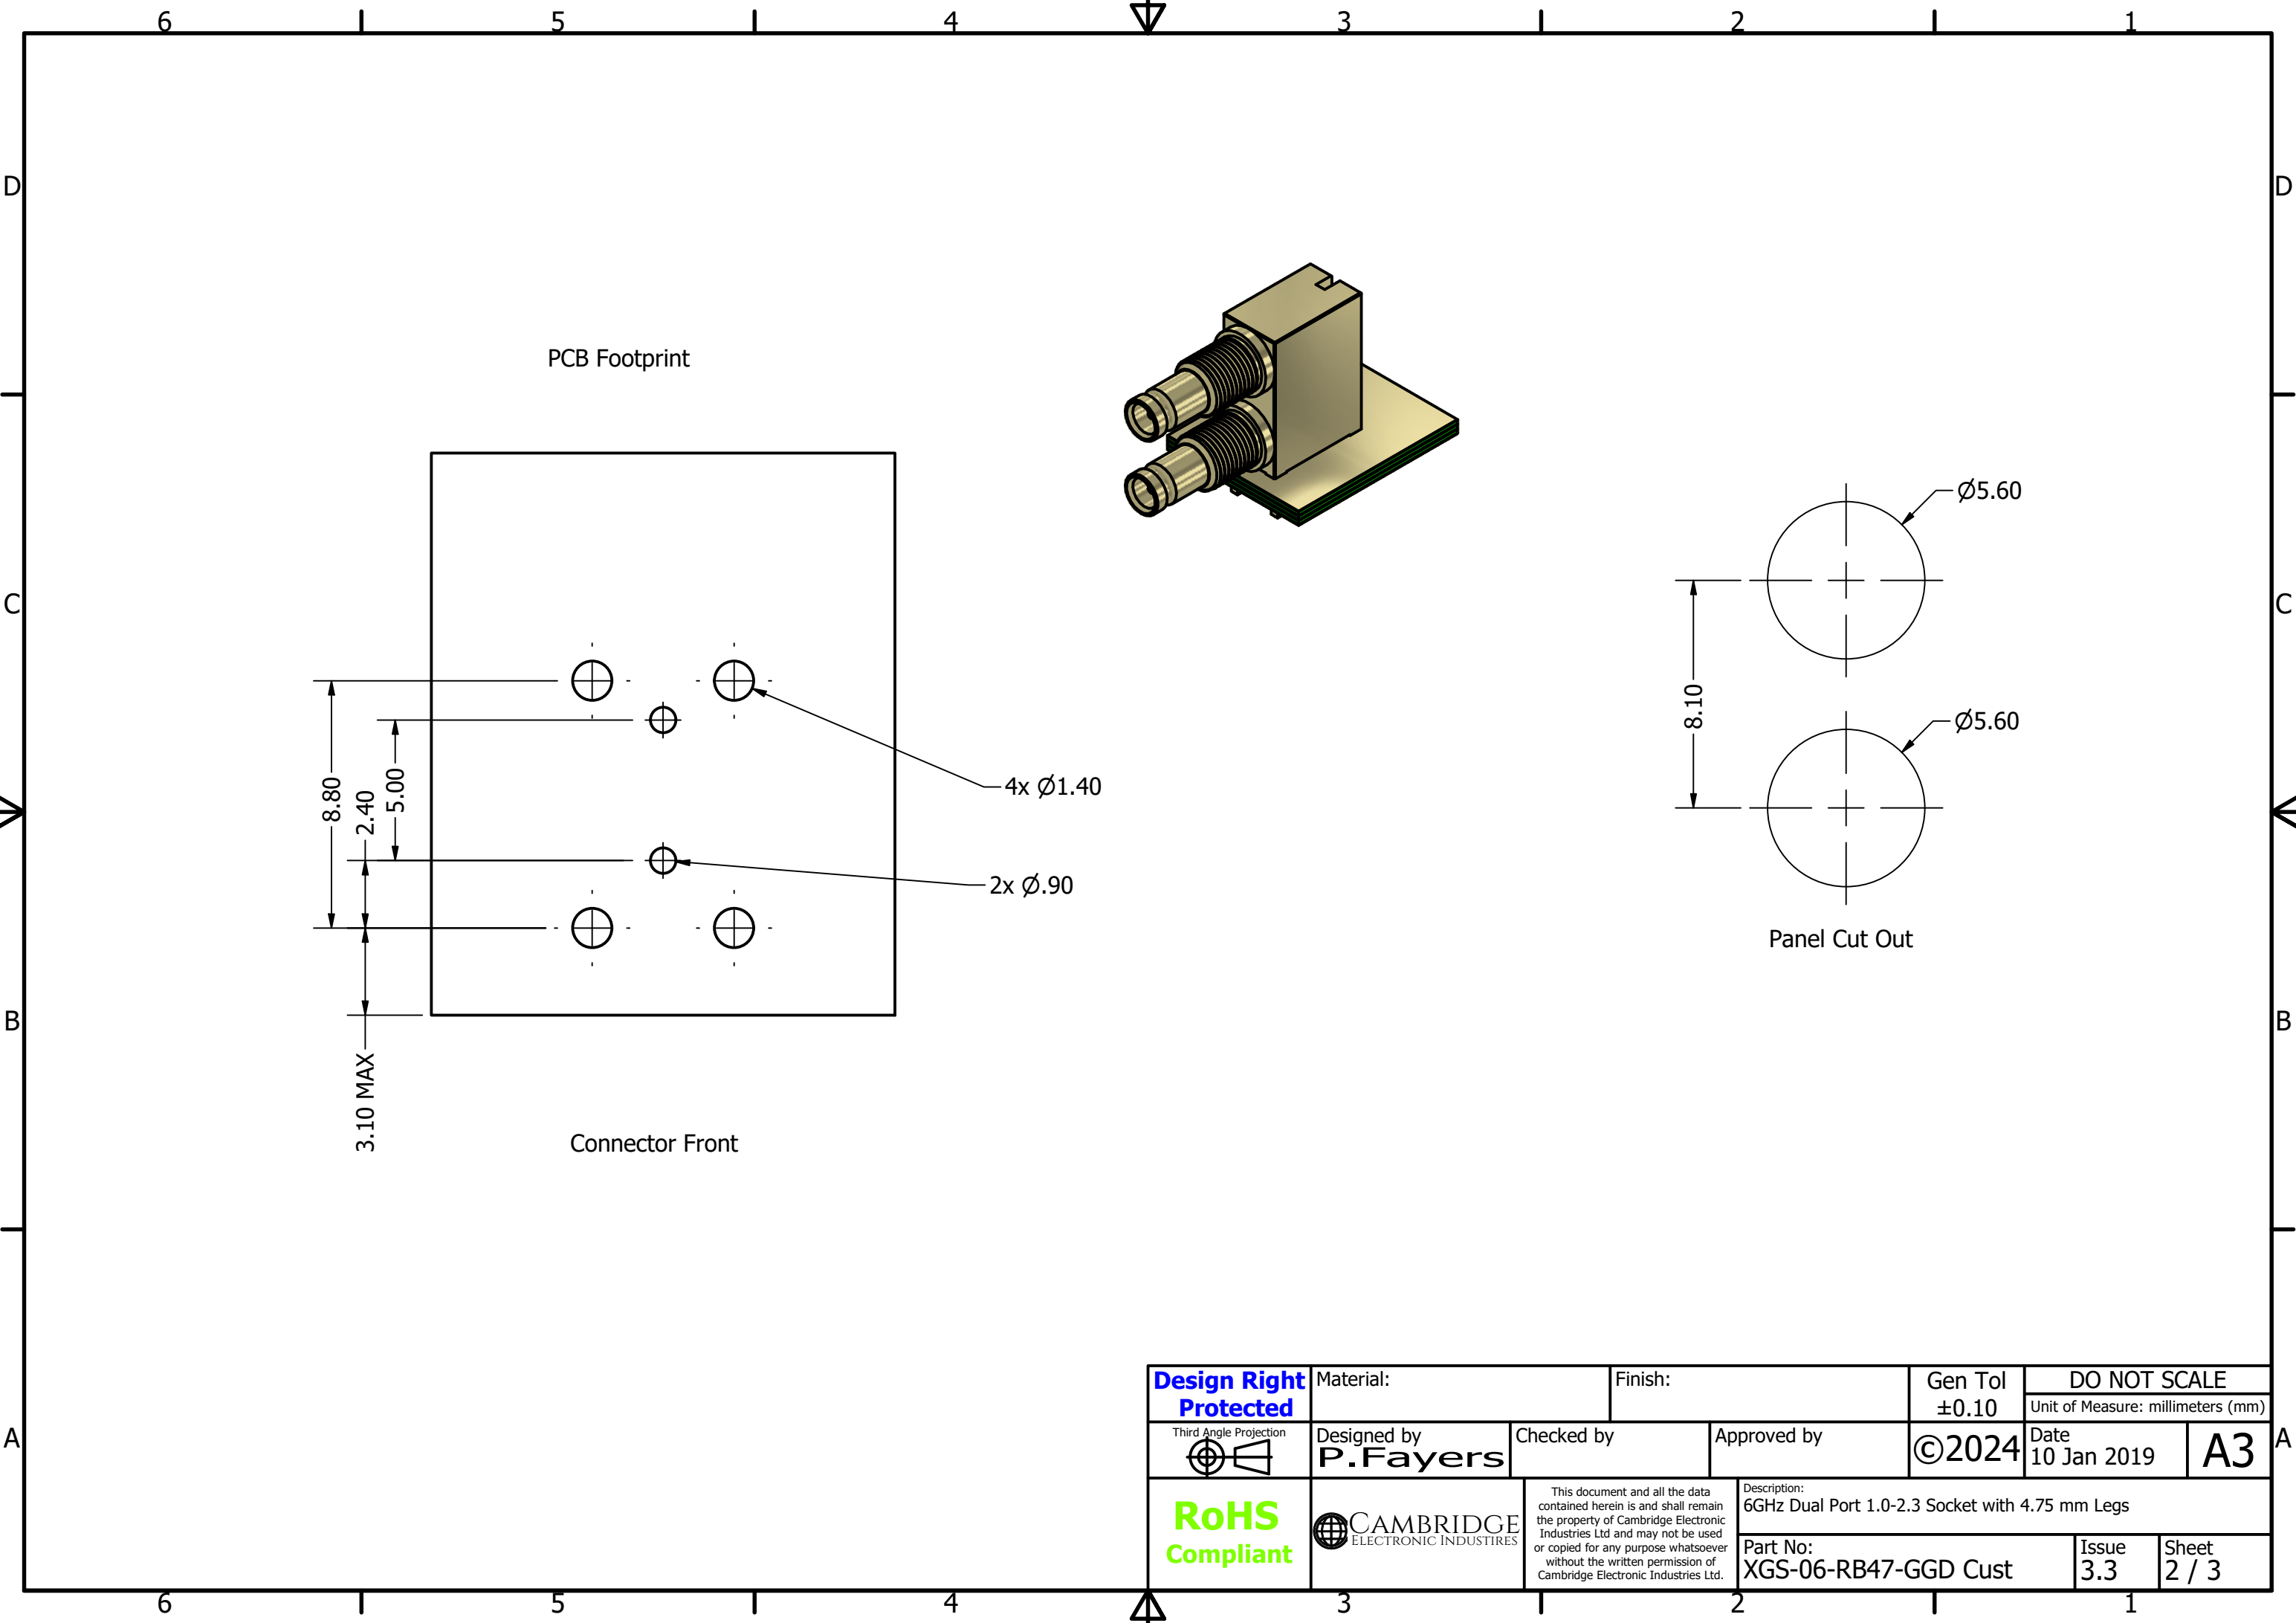 6 5 4 3 2 1
D D
PCB Footprint
Ø5.60
C C
8.10
Ø5.60
8.80
2.40
5.00
4x Ø1.40
2x Ø.90
Panel Cut Out
B B
3.10 MAX
Connector Front
Design Right
Protected
Material:
Finish:
Gen Tol
±0.10
DO NOT SCALE
Unit of Measure: millimeters (mm)
A A
Third Angle Projection
Designed by
P.Fayers
Checked by
Approved by
©2024
Date
10 Jan 2019
A3
RoHS
Compliant
CAMBRIDGE
ELECTRONIC INDUSTIRES
This document and all the data
contained herein is and shall remain
the property of Cambridge Electronic
Industries Ltd and may not be used
or copied for any purpose whatsoever
without the written permission of
Cambridge Electronic Industries Ltd.
Description:
6GHz Dual Port 1.0-2.3 Socket with 4.75 mm Legs
Part No:
XGS-06-RB47-GGD Cust
Issue
3.3
Sheet
2 / 3
6 5 4 3 2 1